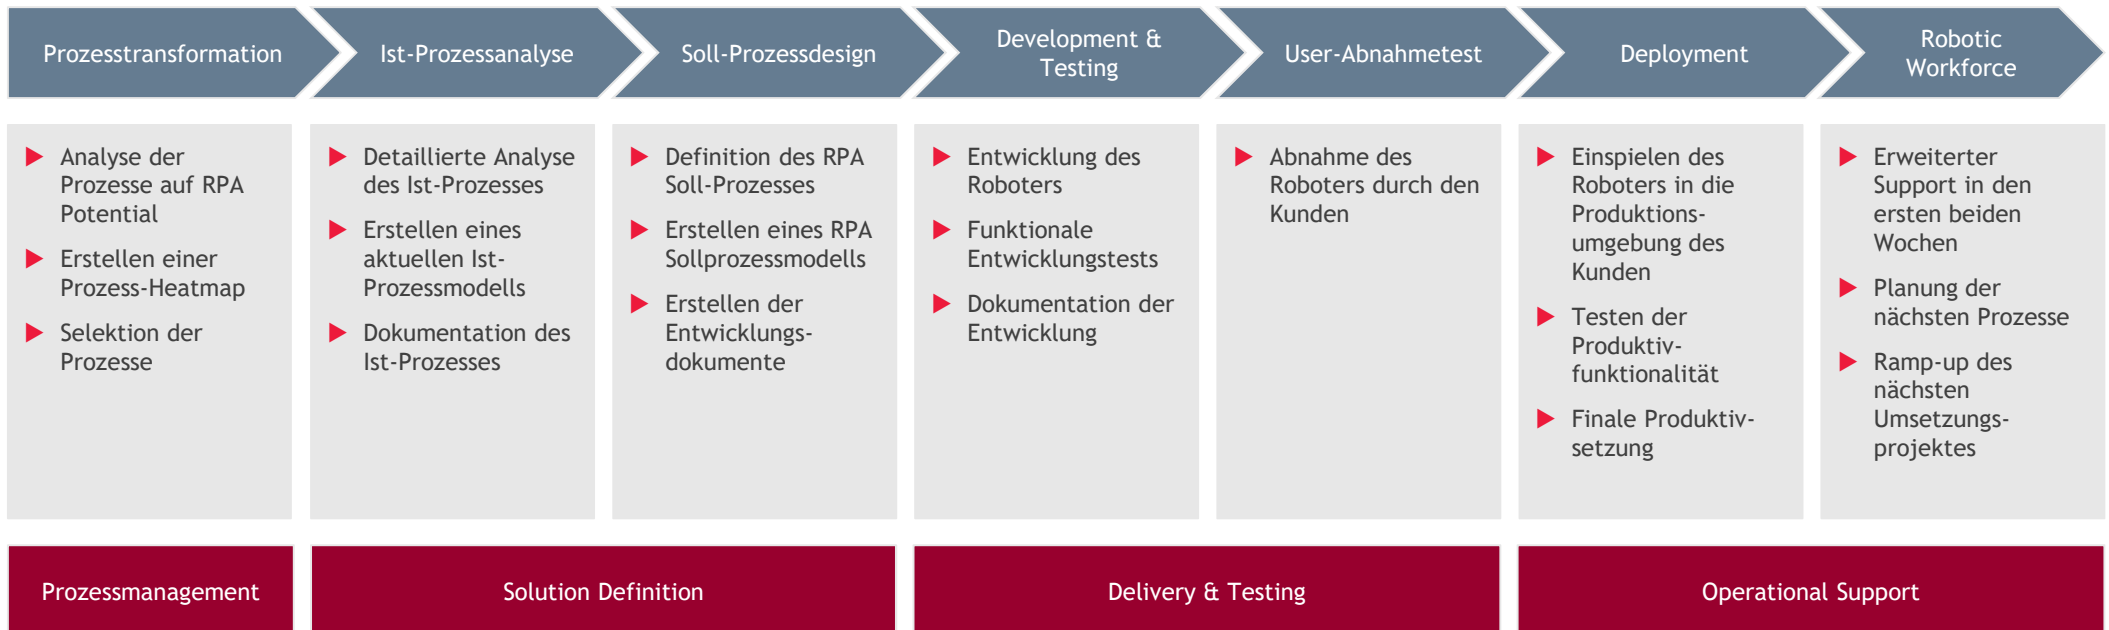 Prozesstransformation
Ist-Prozessanalyse
Soll-Prozessdesign
Development &
Testing
User-Abnahmetest
Deployment
Robotic
Workforce
Analyse der
Prozesse auf RPA
Potential
Erstellen einer
Prozess-Heatmap
Selektion der
Prozesse
Detaillierte Analyse
des Ist-Prozesses
Erstellen eines
aktuellen Ist-
Prozessmodells
Dokumentation des
Ist-Prozesses
Definition des RPA
Soll-Prozesses
Erstellen eines RPA
Sollprozessmodells
Erstellen der
Entwicklungs-
dokumente
Entwicklung des
Roboters
Funktionale
Entwicklungstests
Dokumentation der
Entwicklung
Abnahme des
Roboters durch den
Kunden
Einspielen des
Roboters in die
Produktions-
umgebung des
Kunden
Testen der
Produktiv-
funktionalität
Finale Produktiv-
setzung
Erweiterter
Support in den
ersten beiden
Wochen
Planung der
nächsten Prozesse
Ramp-up des
nächsten
Umsetzungs-
projektes
Prozessmanagement
Solution Definition
Delivery & Testing
Operational Support